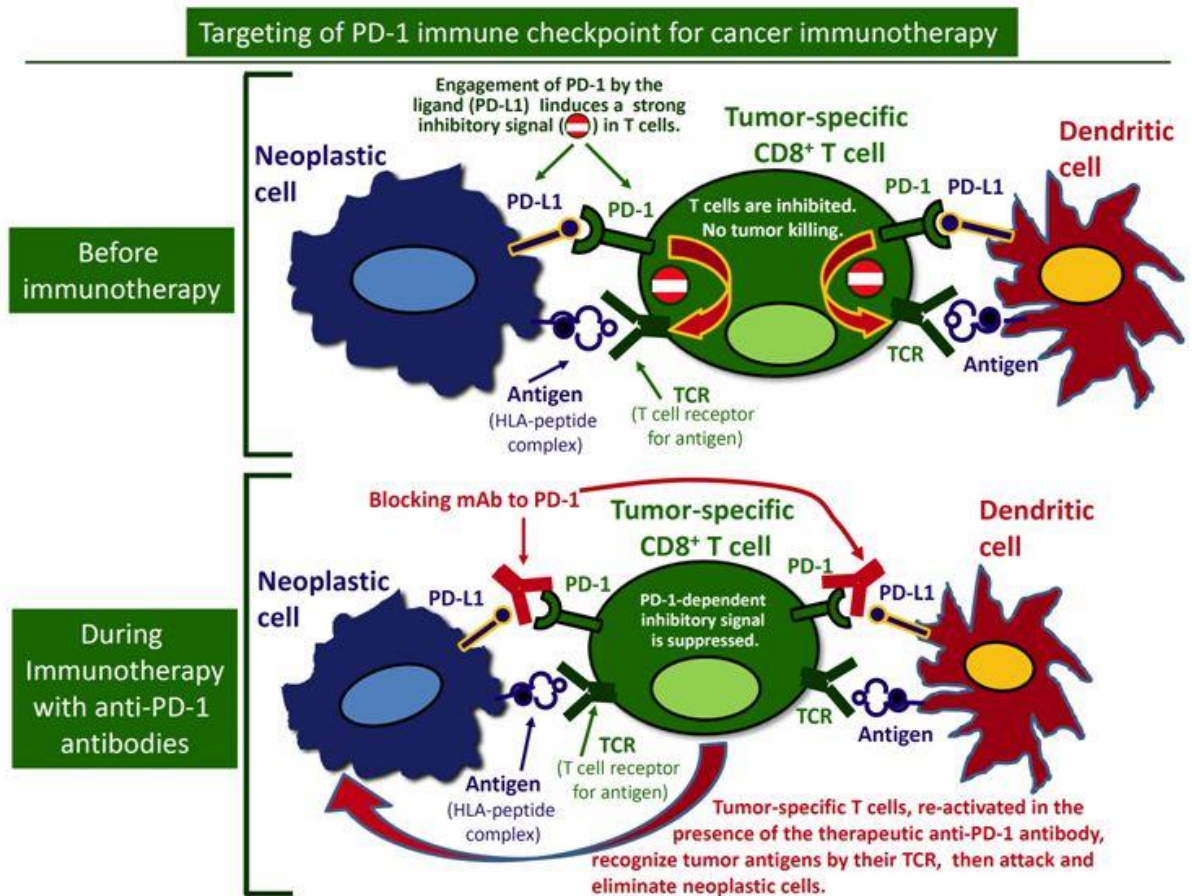 Targeting of PD-1 immune checkpoint for cancer immunotherapy
Before
immunotherapy
Engagement of PD-1 by the
ligand (PD-L1) Iinduces a strong
inhibitory signal ( ) in T cells.
Neoplastic
cell
PD-L1
PD-1
Tumor-specific
CD8+ T cell
T cells are inhibited.
No tumor killing.
PD-1
PD-L1
Dendritic
cell
Antigen
(HLA-peptide
complex)
TCR
(T cell receptor
for antigen)
TCR
Antigen
During
Immunotherapy
with anti-PD-1
antibodies
Blocking mAb to PD-1
Neoplastic
cell
PD-L1
PD-1
Tumor-specific
CD8+ T cell
PD-1-dependent
inhibitory signal
is suppressed.
PD-1
PD-L1
Dendritic
cell
Antigen
(HLA-peptide
complex)
TCR
(T cell receptor
for antigen)
TCR
Antigen
Tumor-specific T cells, re-activated in the
presence of the therapeutic anti-PD-1 antibody,
recognize tumor antigens by their TCR, then attack and
eliminate neoplastic cells.